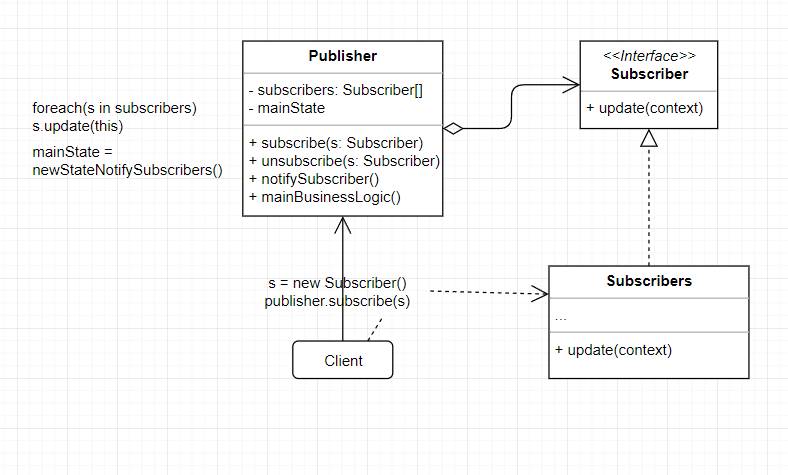 Publisher
- subscribers: Subscriber[]
- mainState
+ subscribe(s: Subscriber)
+ unsubscribe(s: Subscriber)
+ notifySubscriber()
+ mainBusinessLogic()
<<Interface>>
Subscriber
+ update(context)
foreach(s in subscribers)
s.update(this)
mainState =
newStateNotifySubscribers()
s = new Subscriber()
publisher.subscribe(s)
Subscribers
...
+ update(context)
Client